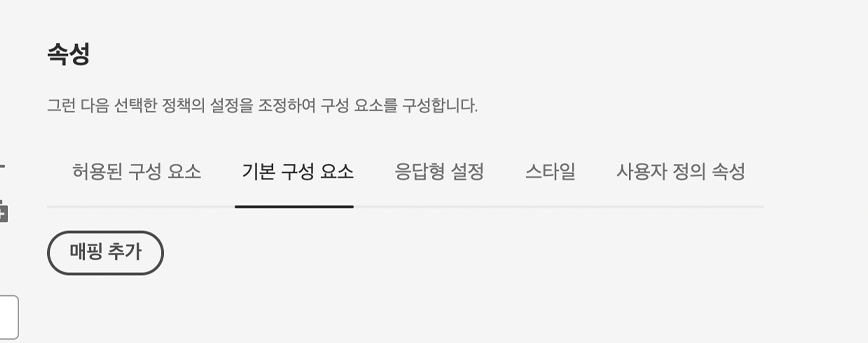 속성
그런 다음 선택한 정책의 설정을 조정하여 구성 요소를 구성합니다.
허용된 구성 요소 기본 구성 요소 응답형 설정 스타일 사용자 정의 속성
매핑 추가